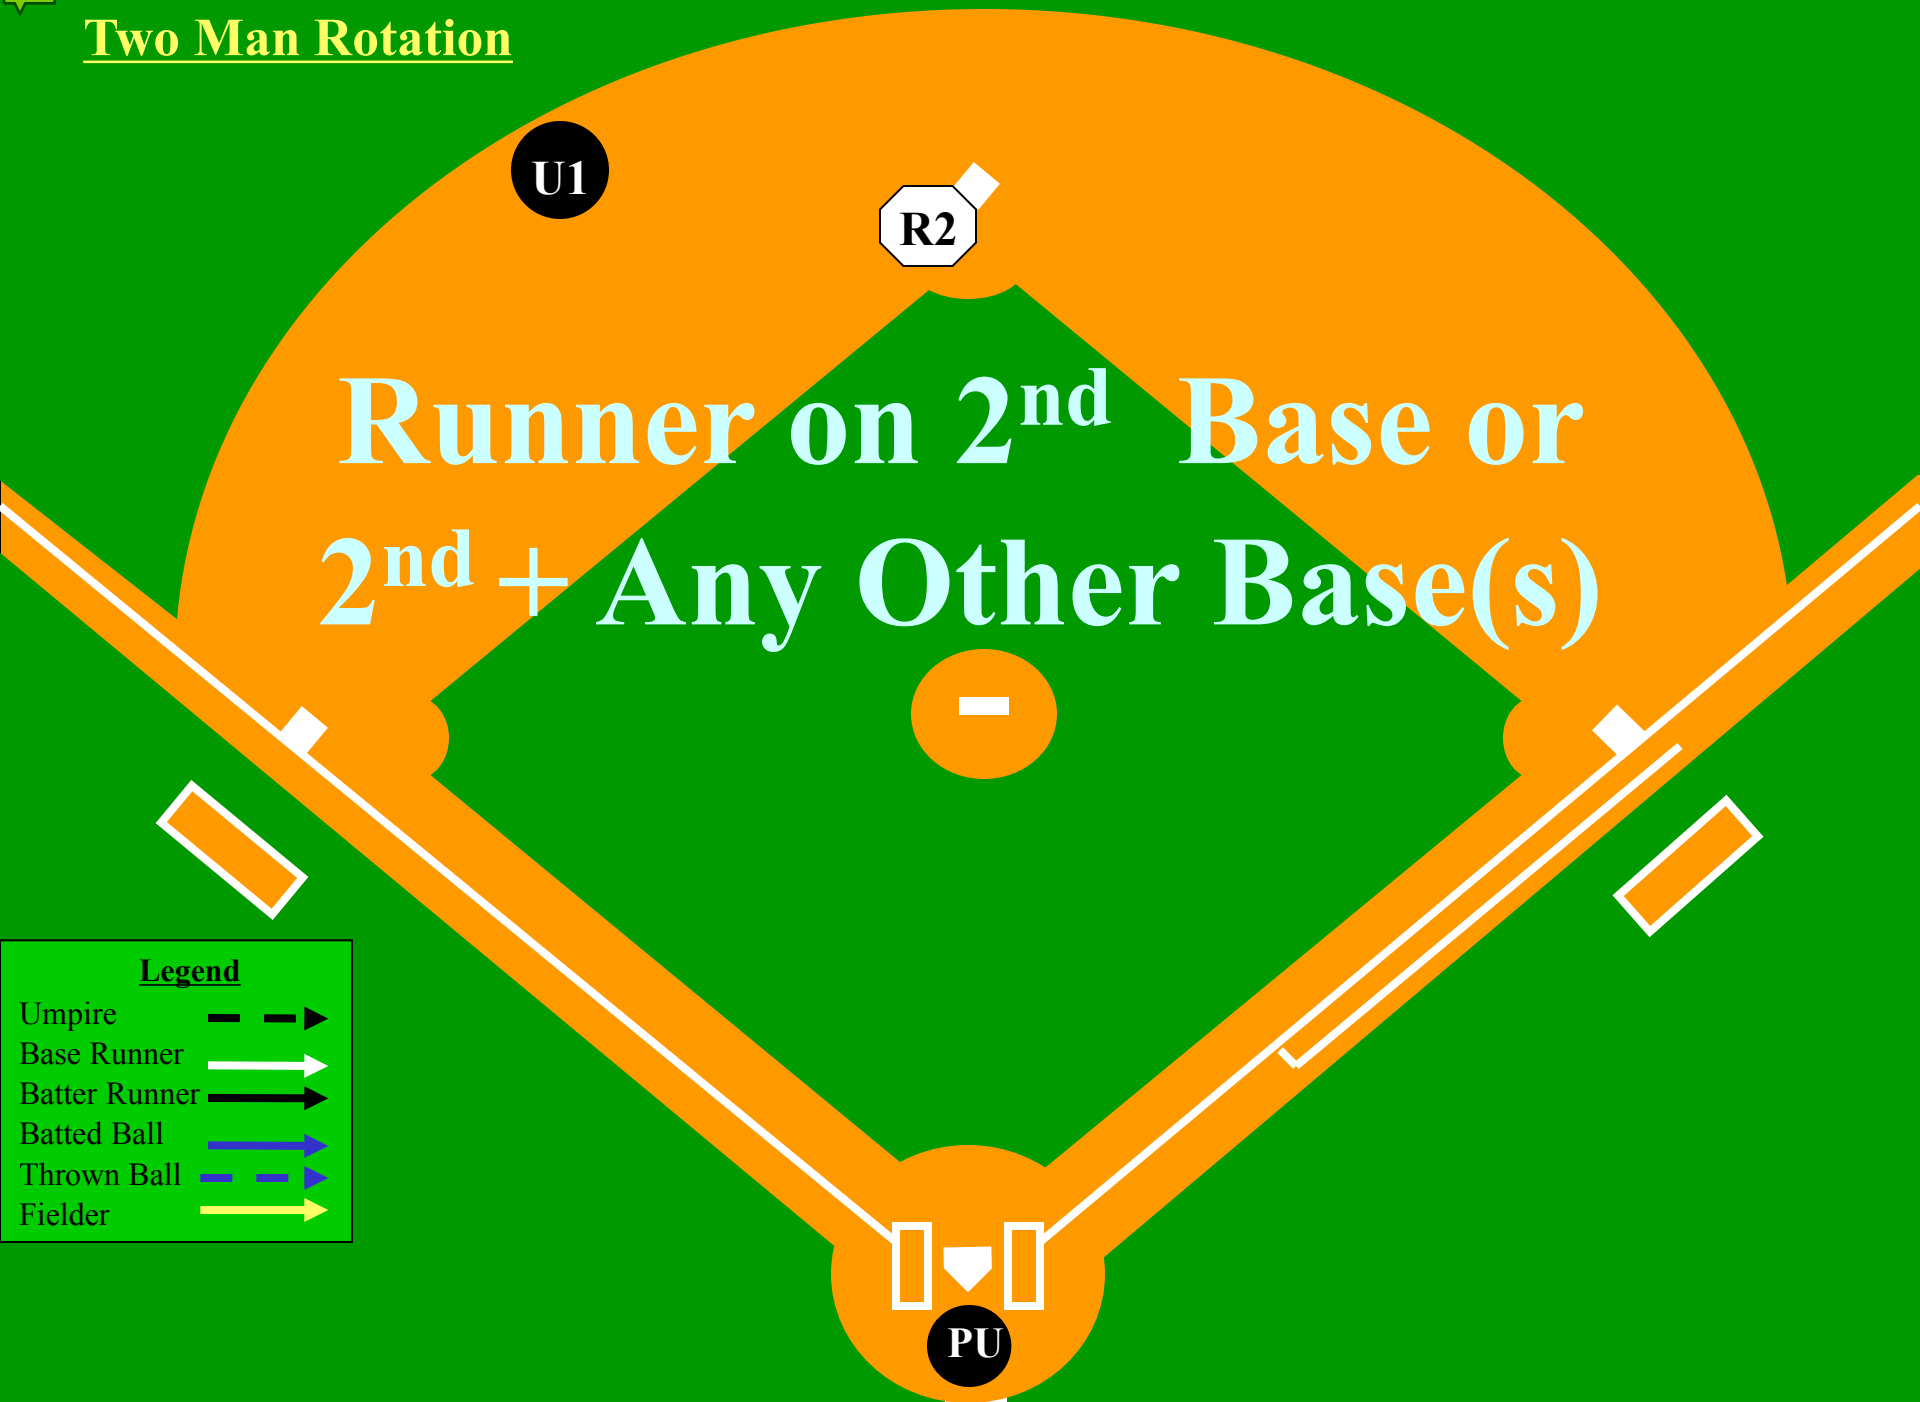 Two Man Rotation
U1
R2
Runner on 2nd Base or
2nd + Any Other Base(s)
Legend
Umpire
Base Runner
Batter Runner
Batted Ball
Thrown Ball
Fielder
PU